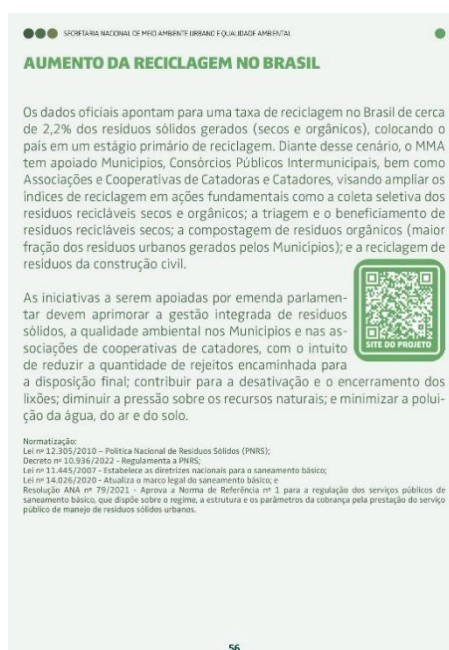 SECRETARIA NACIONAL DE MEIO AMBIENTE URBANO E QUALIDADE AMBIENTAL
AUMENTO DA RECICLAGEM NO BRASIL
Os dados oficiais apontam para uma taxa de reciclagem no Brasil de cerca
de 2,2% dos resíduos sólidos gerados (secos e orgânicos), colocando o
país em um estágio primário de reciclagem. Diante desse cenário, o MMA
tem apoiado Municípios, Consórcios Públicos Intermunicipais, bem como
Associações e Cooperativas de Catadoras e Catadores, visando ampliar os
índices de reciclagem em ações fundamentais como a coleta seletiva dos
resíduos recicláveis secos e orgânicos; a triagem e o beneficiamento de
resíduos recicláveis secos; a compostagem de resíduos orgânicos (maior
fração dos resíduos urbanos gerados pelos Municípios); e a reciclagem de
resíduos da construção civil.
As iniciativas a serem apoiadas por emenda parlamen-
tar devem aprimorar a gestão integrada de resíduos
sólidos, a qualidade ambiental nos Municípios e nas as-
sociações de cooperativas de catadores, com o intuito
de reduzir a quantidade de rejeitos encaminhada para
a disposição final; contribuir para a desativação e o encerramento dos
lixões; diminuir a pressão sobre os recursos naturais; e minimizar a polui-
ção da água, do ar e do solo.
SITE DO PROJETO
Normatização:
Lei nº 12.305/2010 – Política Nacional de Resíduos Sólidos (PNRS);
Decreto nº 10.936/2022 - Regulamenta a PNRS;
Lei nº 11.445/2007 - Estabelece as diretrizes nacionais para o saneamento básico;
Lei nº 14.026/2020 - Atualiza o marco legal do saneamento básico; e
Resolução ANA nº 79/2021 - Aprova a Norma de Referência nº 1 para a regulação dos serviços públicos de
saneamento básico, que dispõe sobre o regime, a estrutura e os parâmetros da cobrança pela prestação do serviço
público de manejo de resíduos sólidos urbanos.
56